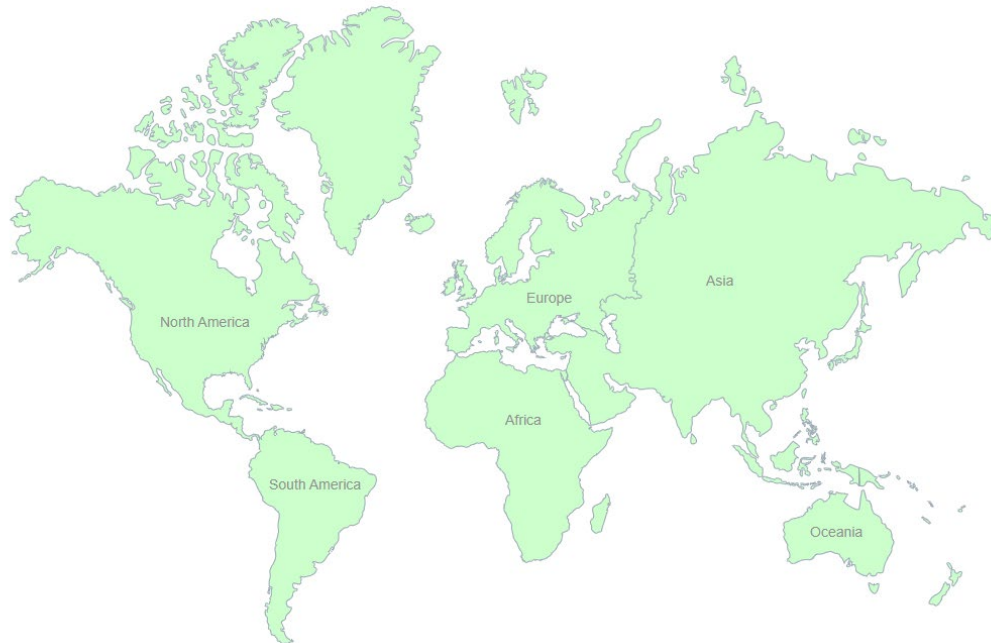 Asia
Europe
North America
Africa
South America
Oceania